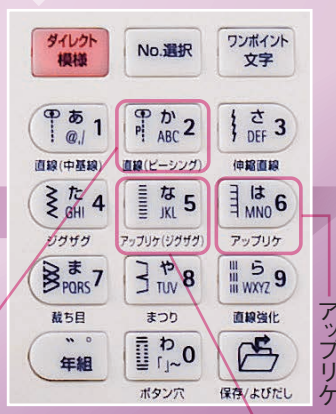 ダイレクト
模様
No.選択
ワンポイント
文字
P あ 1
@./
直線(中基線)
P か 2
ABC
直線(ピーシング)
さ 3
DEF
伸縮直線
た 4
GHI
ジグザグ
な 5
JKL
アップリケ(ジグザグ)
は 6
MNO
アップリケ
ま 7
PQRS
裁ち目
や 8
TUV
まつり
ら 9
WXYZ
直線強化
゛ ゜
年組
わ 0
「」~
ボタン穴
保存/よびだし
アップリケ